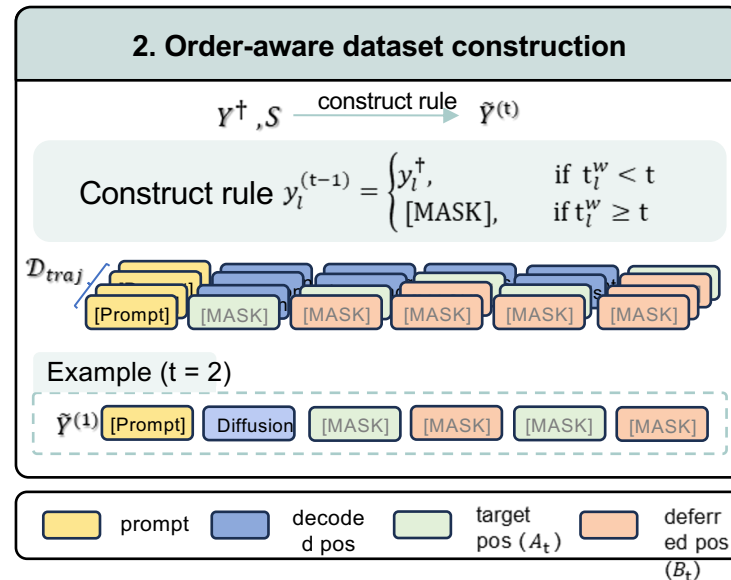 2. Order-aware dataset construction
Y† ,S construct rule Ỹ(t)
Construct rule y_l^(t−1) = { y_l†, if t_l^w < t
[MASK], if t_l^w ≥ t
D_traj
[Prompt] [MASK] [MASK] [MASK] [MASK] [MASK]
Example (t = 2)
Ỹ(1) [Prompt] Diffusion [MASK] [MASK] [MASK] [MASK]
prompt
decode
d pos
target
pos (A_t)
deferr
ed pos
(B_t)